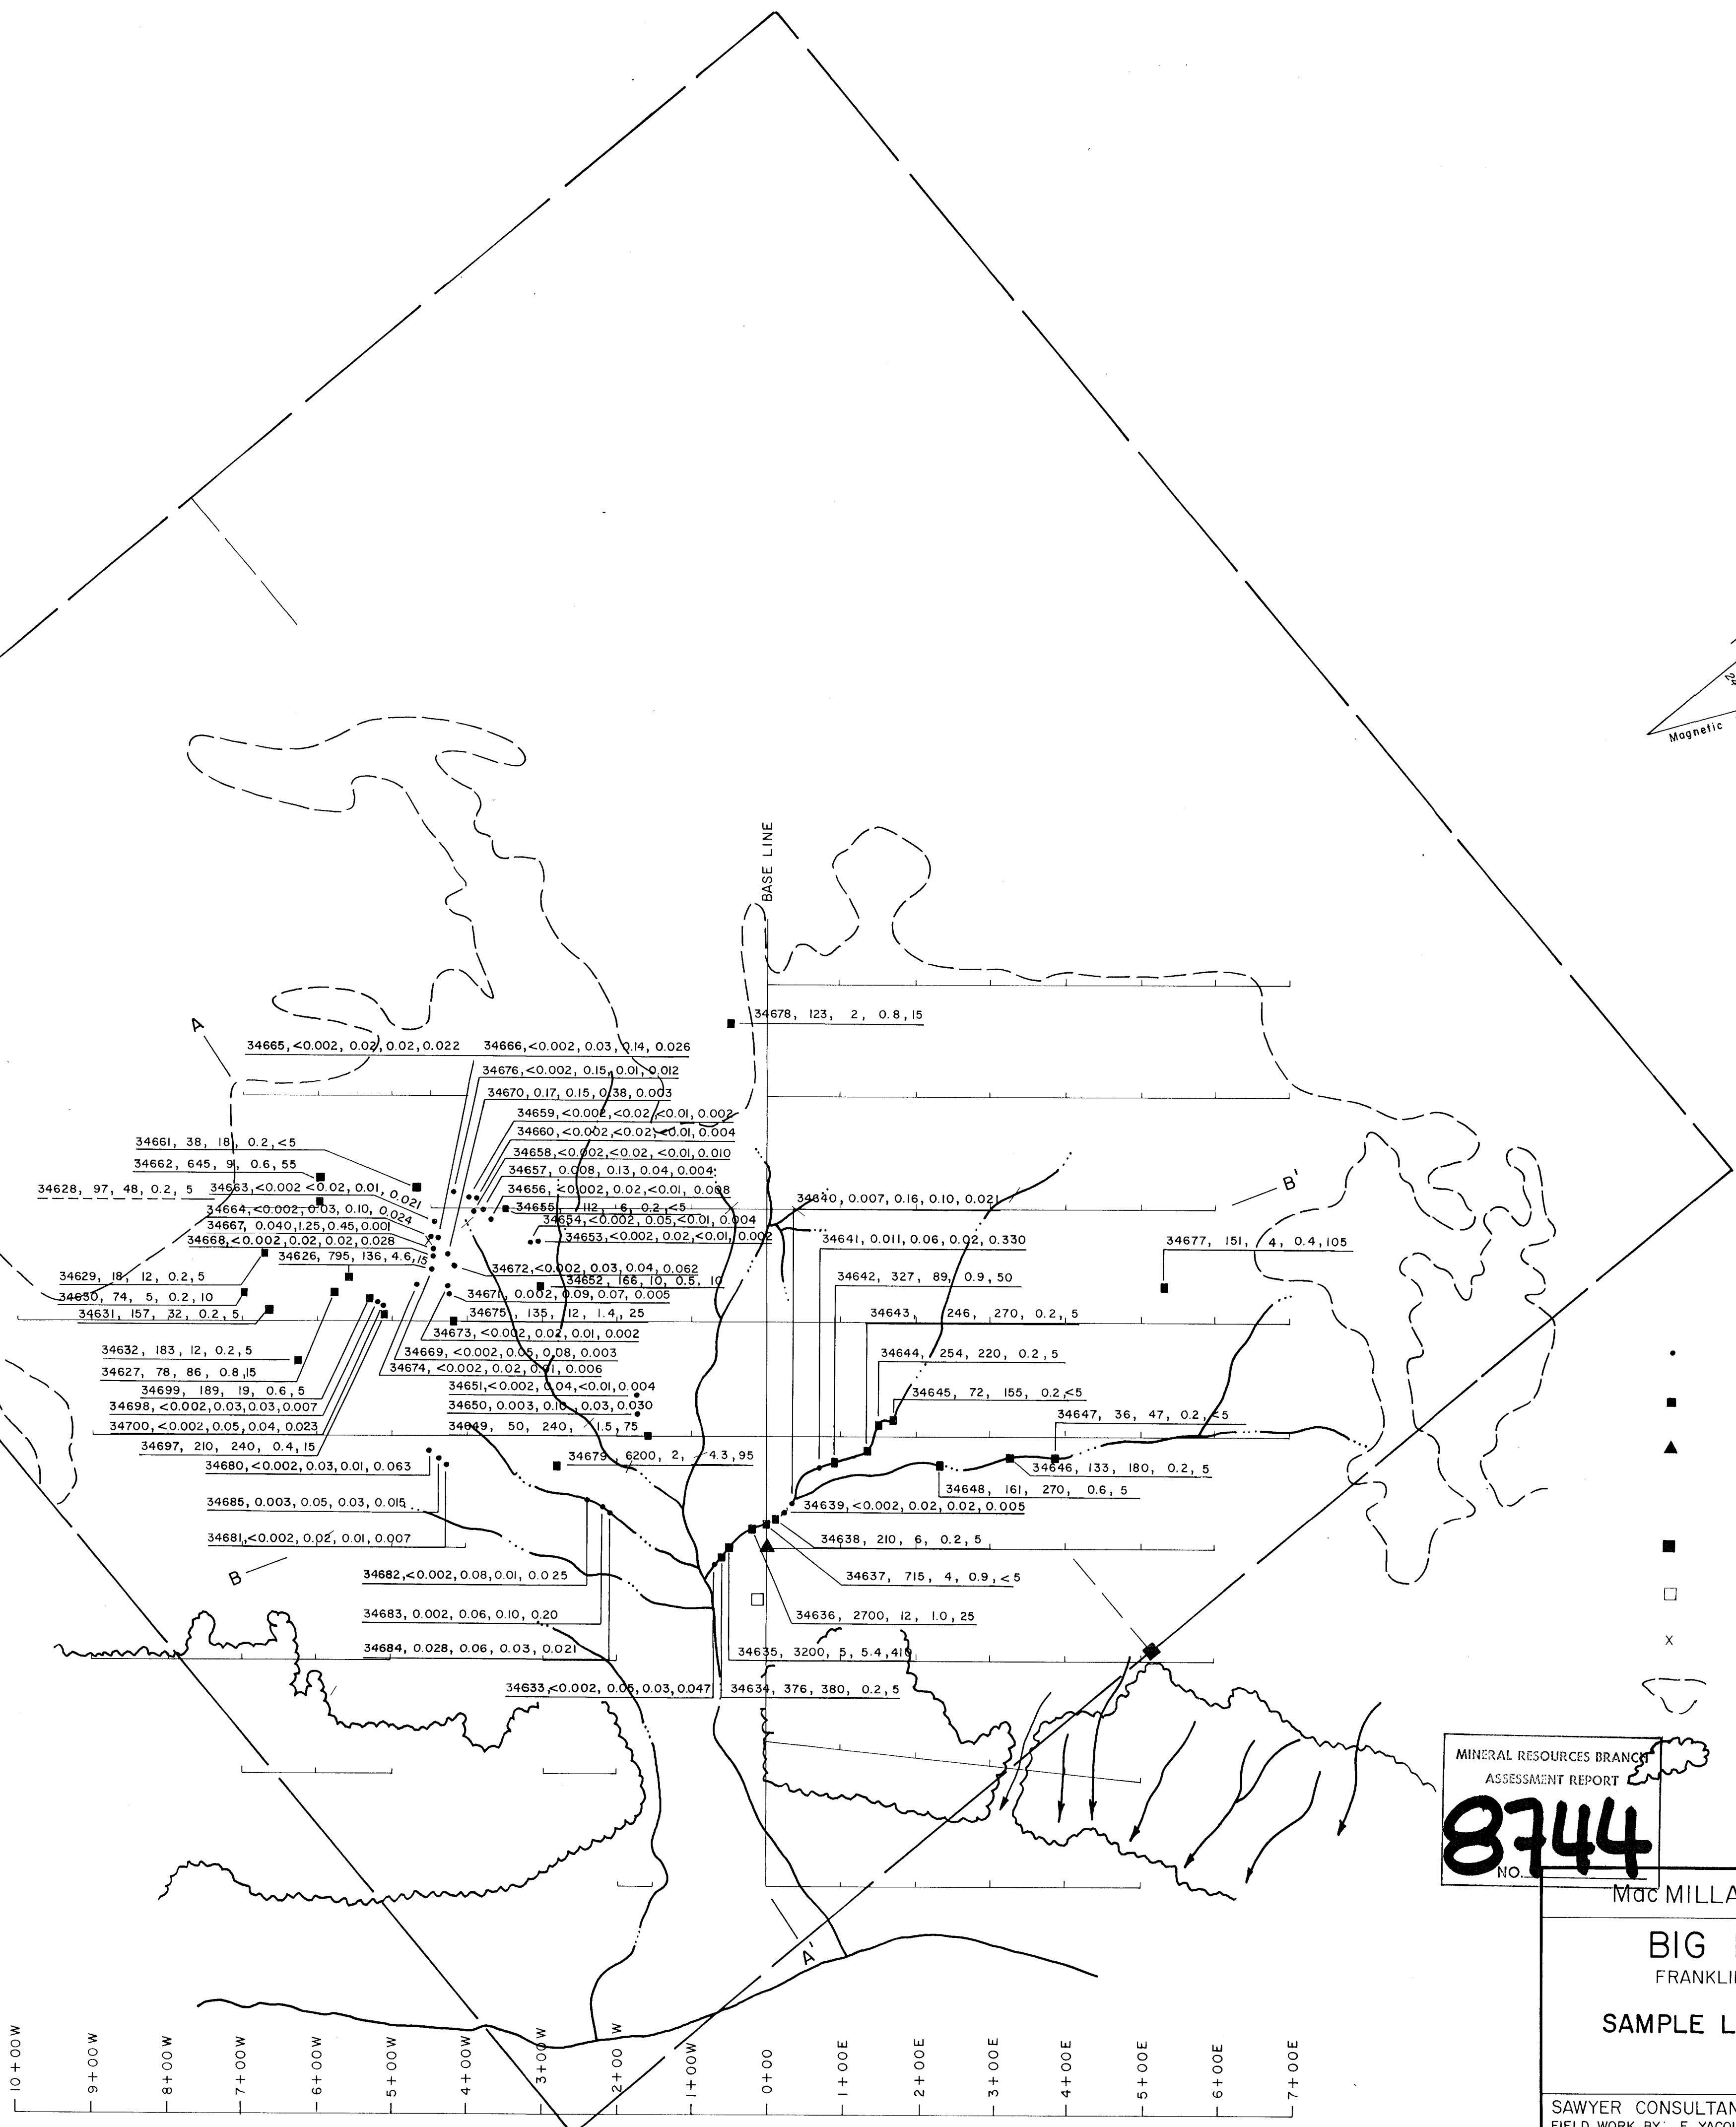 24
Magnetic
BASE LINE
A
34678, 123, 2, 0.8, 15
34665, <0.002, 0.02, 0.02, 0.022
34666, <0.002, 0.03, 0.14, 0.026
34676, <0.002, 0.15, 0.01, 0.012
34670, 0.17, 0.15, 0.38, 0.003
34659, <0.002, <0.02, <0.01, 0.002
34660, <0.002, <0.02, <0.01, 0.004
34661, 38, 18, 0.2, <5
34658, <0.002, <0.02, <0.01, 0.010
34662, 645, 9, 0.6, 55
34657, 0.008, 0.13, 0.04, 0.004
B'
34628, 97, 48, 0.2, 5
34663, <0.002 <0.02, 0.01, 0.021
34656, <0.002, 0.02, <0.01, 0.008
34640, 0.007, 0.16, 0.10, 0.021
34664, <0.002, 0.03, 0.10, 0.024
34655, 112, 16, 0.2, <5
34654, <0.002, 0.05, <0.01, 0.004
34667, 0.040, 1.25, 0.45, 0.001
34653, <0.002, 0.02, <0.01, 0.002
34668, <0.002, 0.02, 0.02, 0.028
34641, 0.011, 0.06, 0.02, 0.330
34677, 151, 4, 0.4, 105
34626, 795, 136, 4.6, 15
34672, <0.002, 0.03, 0.04, 0.062
34629, 18, 12, 0.2, 5
34652, 166, 10, 0.5, 10
34642, 327, 89, 0.9, 50
34630, 74, 5, 0.2, 10
34671, 0.002, 0.09, 0.07, 0.005
34631, 157, 32, 0.2, 5
34675, 135, 12, 1.4, 25
34643, 246, 270, 0.2, 5
34673, <0.002, 0.02, 0.01, 0.002
34632, 183, 12, 0.2, 5
34669, <0.002, 0.05, 0.08, 0.003
34644, 254, 220, 0.2, 5
34627, 78, 86, 0.8, 15
34674, <0.002, 0.02, 0.01, 0.006
34699, 189, 19, 0.6, 5
34651, <0.002, 0.04, <0.01, 0.004
34645, 72, 155, 0.2, <5
34698, <0.002, 0.03, 0.03, 0.007
34650, 0.003, 0.10, 0.03, 0.030
34647, 36, 47, 0.2, <5
34700, <0.002, 0.05, 0.04, 0.023
34649, 50, 240, 1.5, 75
34697, 210, 240, 0.4, 15
34679, 6200, 2, 4.3, 95
34680, <0.002, 0.03, 0.01, 0.063
34646, 133, 180, 0.2, 5
34648, 161, 270, 0.6, 5
34685, 0.003, 0.05, 0.03, 0.015
34639, <0.002, 0.02, 0.02, 0.005
34681, <0.002, 0.02, 0.01, 0.007
34638, 210, 6, 0.2, 5
B
34682, <0.002, 0.08, 0.01, 0.025
34637, 715, 4, 0.9, <5
34683, 0.002, 0.06, 0.10, 0.20
34636, 2700, 12, 1.0, 25
34684, 0.028, 0.06, 0.03, 0.021
34635, 3200, 5, 5.4, 410
34633, <0.002, 0.05, 0.03, 0.047
34634, 376, 380, 0.2, 5
X
MINERAL RESOURCES BRANCH
ASSESSMENT REPORT
8744
NO.
A'
MacMILLA
BIG
FRANKLI
SAMPLE L
10+00W
9+00W
8+00W
7+00W
6+00W
5+00W
4+00W
3+00W
2+00W
1+00W
0+00
1+00E
2+00E
3+00E
4+00E
5+00E
6+00E
7+00E
SAWYER CONSULTAN
FIELD WORK BY: F. YACOU